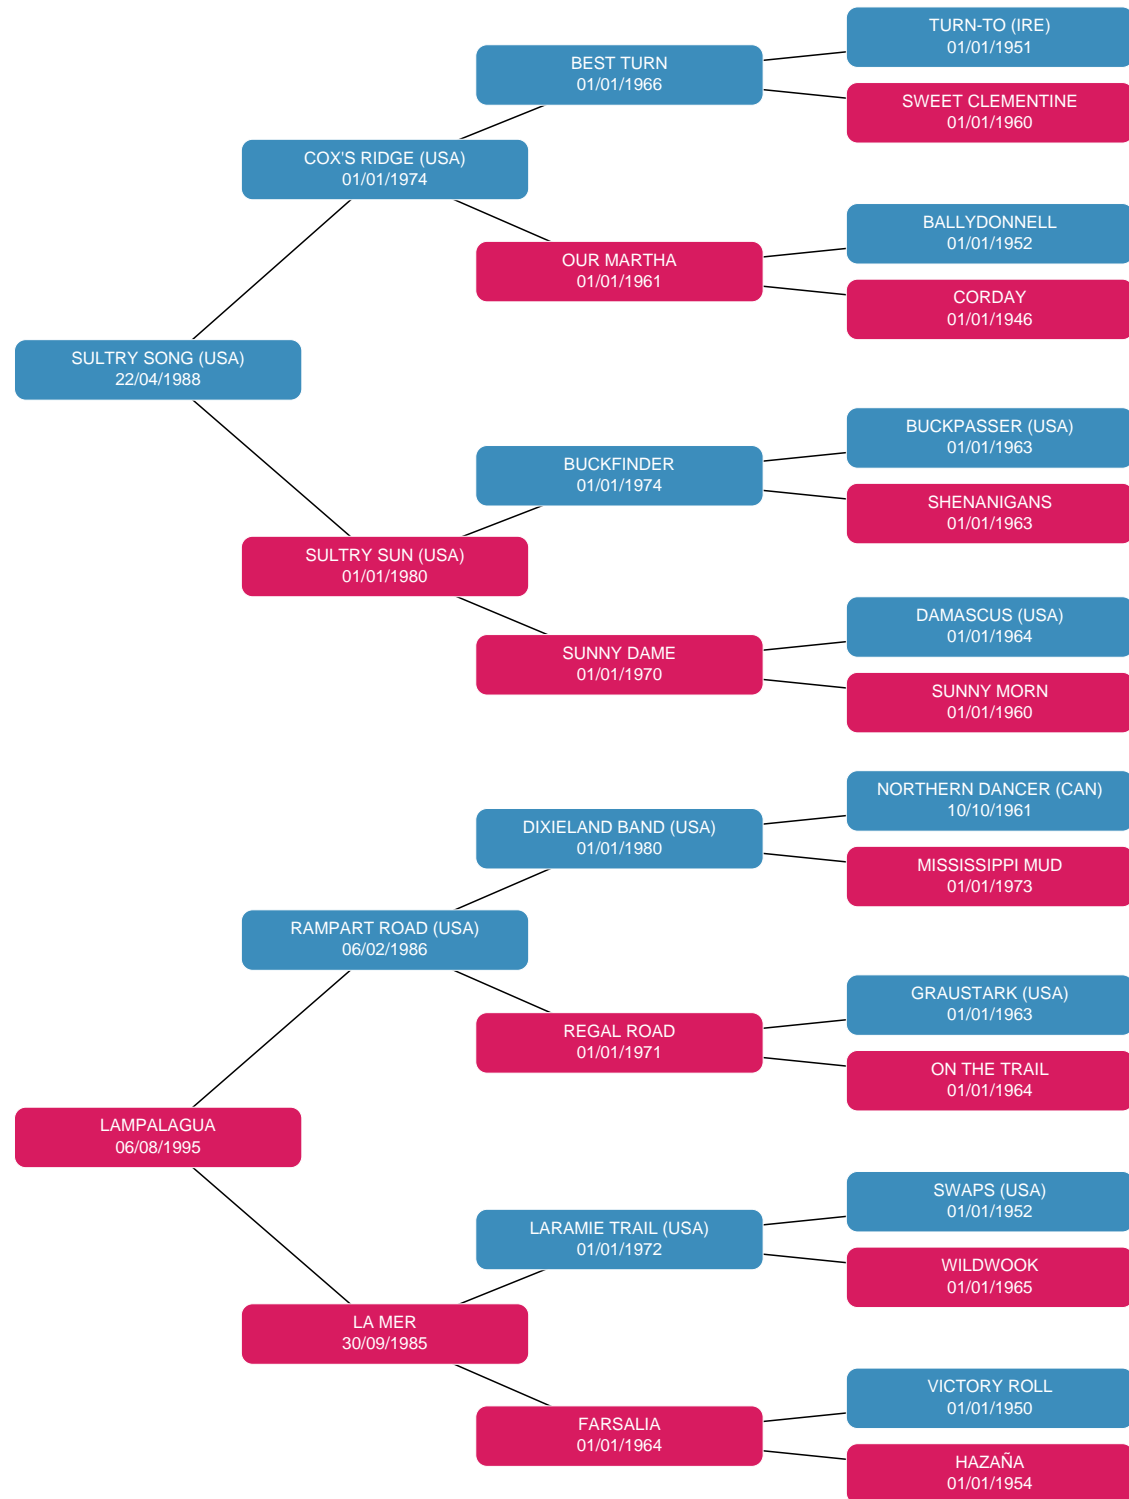 TURN-TO (IRE)
01/01/1951
BEST TURN
01/01/1966
SWEET CLEMENTINE
01/01/1960
COX'S RIDGE (USA)
01/01/1974
BALLYDONNELL
01/01/1952
OUR MARTHA
01/01/1961
CORDAY
01/01/1946
SULTRY SONG (USA)
22/04/1988
BUCKPASSER (USA)
01/01/1963
BUCKFINDER
01/01/1974
SHENANIGANS
01/01/1963
SULTRY SUN (USA)
01/01/1980
DAMASCUS (USA)
01/01/1964
SUNNY DAME
01/01/1970
SUNNY MORN
01/01/1960
NORTHERN DANCER (CAN)
10/10/1961
DIXIELAND BAND (USA)
01/01/1980
MISSISSIPPI MUD
01/01/1973
RAMPART ROAD (USA)
06/02/1986
GRAUSTARK (USA)
01/01/1963
REGAL ROAD
01/01/1971
ON THE TRAIL
01/01/1964
LAMPALAGUA
06/08/1995
SWAPS (USA)
01/01/1952
LARAMIE TRAIL (USA)
01/01/1972
WILDWOOK
01/01/1965
LA MER
30/09/1985
VICTORY ROLL
01/01/1950
FARSALIA
01/01/1964
HAZAÑA
01/01/1954